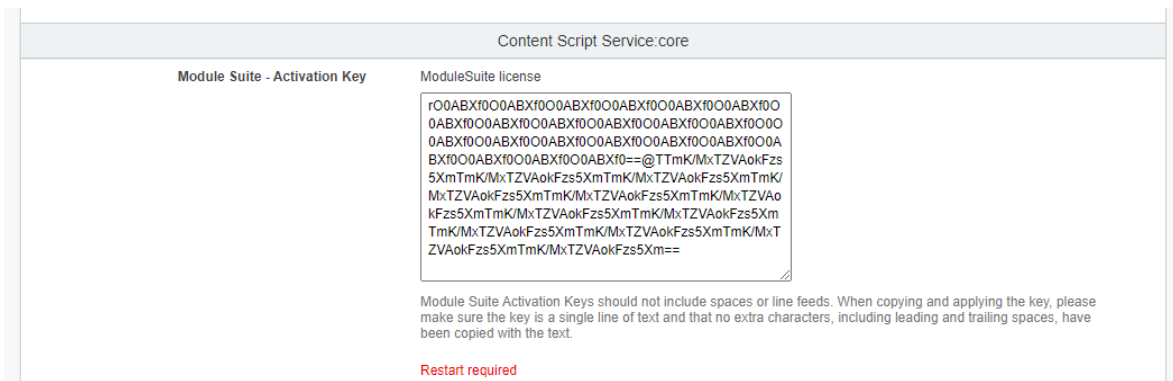 Content Script Service:core
Module Suite - Activation Key
ModuleSuite license
rO0ABXf0O0ABXf0O0ABXf0O0ABXf0O0ABXf0O0ABXf0O
0ABXf0O0ABXf0O0ABXf0O0ABXf0O0ABXf0O0ABXf0O0O
0ABXf0O0ABXf0O0ABXf0O0ABXf0O0ABXf0O0ABXf0O0A
BXf0O0ABXf0O0ABXf0O0ABXf0==@TTmK/MxTZVAokFzs
5XmTmK/MxTZVAokFzs5XmTmK/MxTZVAokFzs5XmTmK/
MxTZVAokFzs5XmTmK/MxTZVAokFzs5XmTmK/MxTZVAo
kFzs5XmTmK/MxTZVAokFzs5XmTmK/MxTZVAokFzs5Xm
TmK/MxTZVAokFzs5XmTmK/MxTZVAokFzs5XmTmK/MxT
ZVAokFzs5XmTmK/MxTZVAokFzs5Xm==
Module Suite Activation Keys should not include spaces or line feeds. When copying and applying the key, please
make sure the key is a single line of text and that no extra characters, including leading and trailing spaces, have
been copied with the text.
Restart required